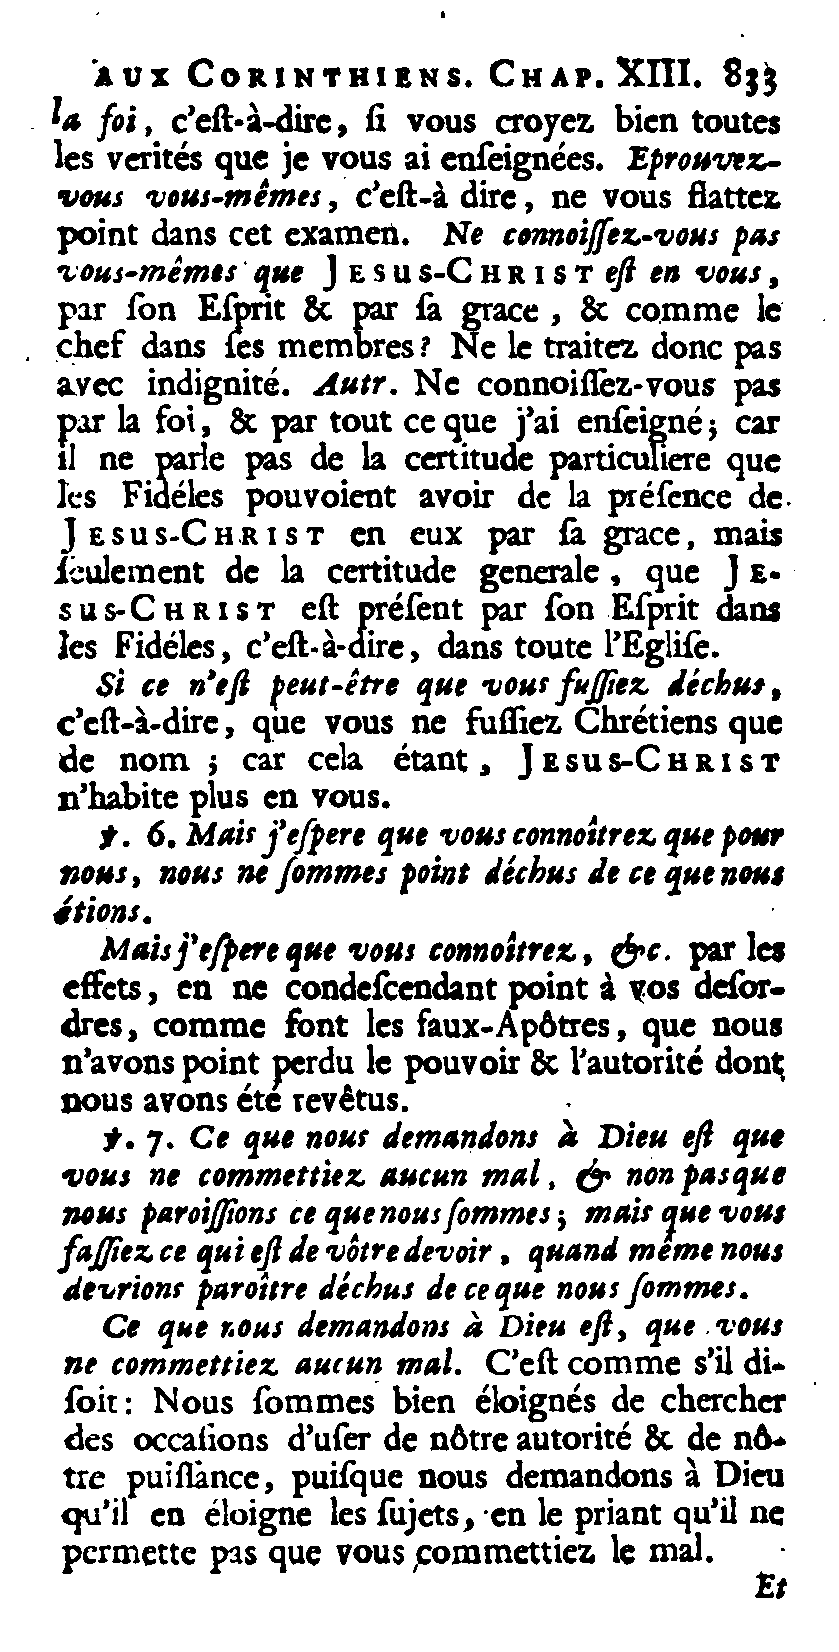 AUX CORINTHIENS. CHAP. XIII. 833
la foi, c'eſt-à-dire, ſi vous croyez bien toutes
les verités que je vous ai enſeignées. Eprouvez-
vous vous-mêmes, c'eſt-à dire, ne vous flattez
point dans cet examen. Ne connoiſſez-vous pas
vous-mêmes que JESUS-CHRIST eſt en vous,
par ſon Eſprit & par ſa grace, & comme le
chef dans ſes membres? Ne le traitez donc pas
avec indignité. Autr. Ne connoiſſez-vous pas
par la foi, & par tout ce que j'ai enſeigné; car
il ne parle pas de la certitude particuliere que
les Fidéles pouvoient avoir de la préſence de
JESUS-CHRIST en eux par ſa grace, mais
ſeulement de la certitude generale, que JE-
SUS-CHRIST eſt préſent par ſon Eſprit dans
les Fidéles, c'eſt-à-dire, dans toute l'Egliſe.
Si ce n'eſt peut-être que vous fuſſiez déchus,
c'eſt-à-dire, que vous ne fuſſiez Chrétiens que
de nom; car cela étant, JESUS-CHRIST
n'habite plus en vous.
℣. 6. Mais j'eſpere que vous connoîtrez que pour
nous, nous ne ſommes point déchus de ce que nous
étions.
Mais j'eſpere que vous connoîtrez, &c. par les
effets, en ne condeſcendant point à vos deſor-
dres, comme font les faux-Apôtres, que nous
n'avons point perdu le pouvoir & l'autorité dont
nous avons été revêtus.
℣. 7. Ce que nous demandons à Dieu eſt que
vous ne commettiez aucun mal, & non pas que
nous paroiſſions ce que nous ſommes; mais que vous
faſſiez ce qui eſt de vôtre devoir, quand même nous
devrions paroître déchus de ce que nous ſommes.
Ce que nous demandons à Dieu eſt, que vous
ne commettiez aucun mal. C'eſt comme s'il di-
ſoit: Nous ſommes bien éloignés de chercher
des occaſions d'uſer de nôtre autorité & de nô-
tre puiſſance, puiſque nous demandons à Dieu
qu'il en éloigne les ſujets, en le priant qu'il ne
permette pas que vous commettiez le mal.
Et